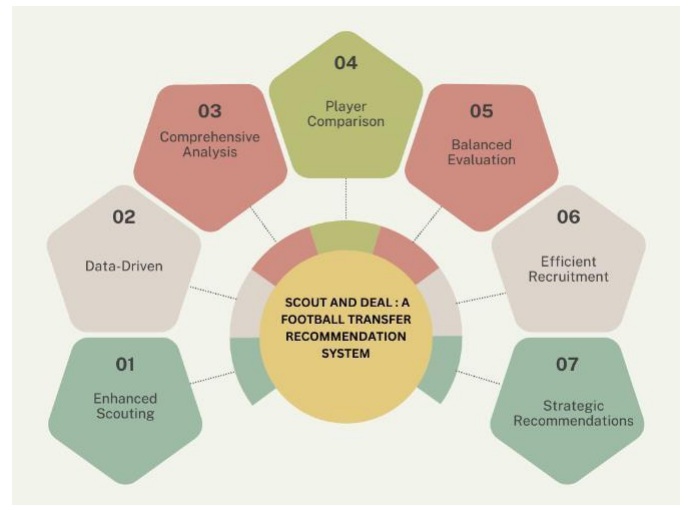 04
Player
Comparison
03
Comprehensive
Analysis
05
Balanced
Evaluation
02
Data-Driven
06
Efficient
Recruitment
SCOUT AND DEAL : A
FOOTBALL TRANSFER
RECOMMENDATION
SYSTEM
01
Enhanced
Scouting
07
Strategic
Recommendations